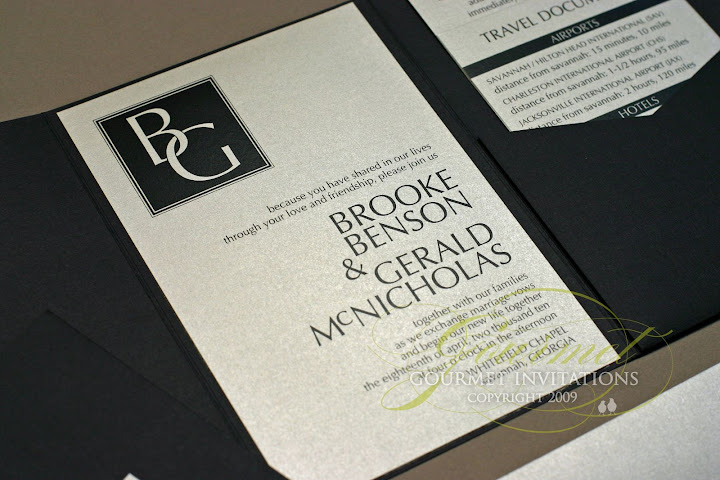 BG
because you have shared in our lives
through your love and friendship, please join us
BROOKE
BENSON
& GERALD
McNICHOLAS
together with our families
as we exchange marriage vows
and begin our new life together
the eighteenth of april, two thousand ten
at four o'clock in the afternoon
WHITEFIELD CHAPEL
savannah, GEORGIA
immediately
TRAVEL DOCUM
AIRPORTS
SAVANNAH / HILTON HEAD INTERNATIONAL (SAV)
distance from savannah: 15 minutes, 10 miles
CHARLESTON INTERNATIONAL AIRPORT (CHS)
distance from savannah: 1-1/2 hours, 95 miles
JACKSONVILLE INTERNATIONAL AIRPORT (JAX)
distance from savannah: 2 hours, 120 miles
HOTELS
Gourmet
GOURMET INVITATIONS
COPYRIGHT 2009